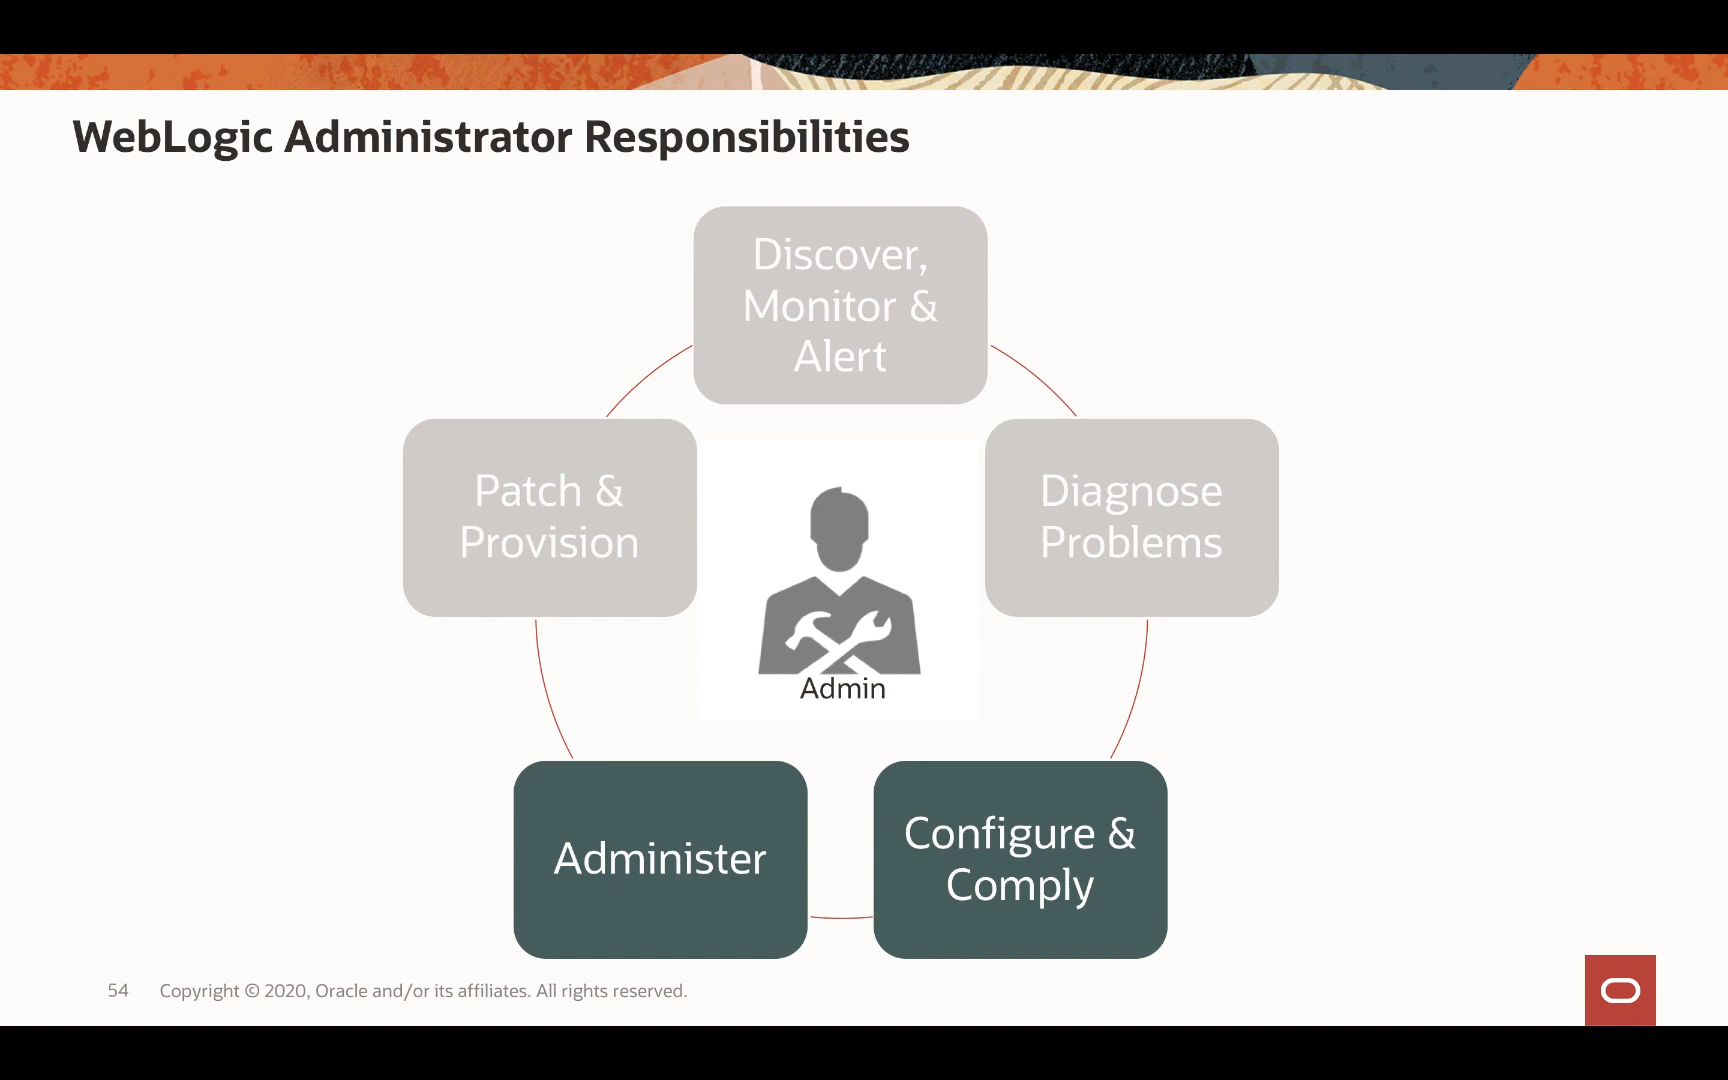 WebLogic Administrator Responsibilities
Discover,
Monitor &
Alert
Patch &
Provision
Diagnose
Problems
Admin
Administer
Configure &
Comply
54 Copyright © 2020, Oracle and/or its affiliates. All rights reserved.